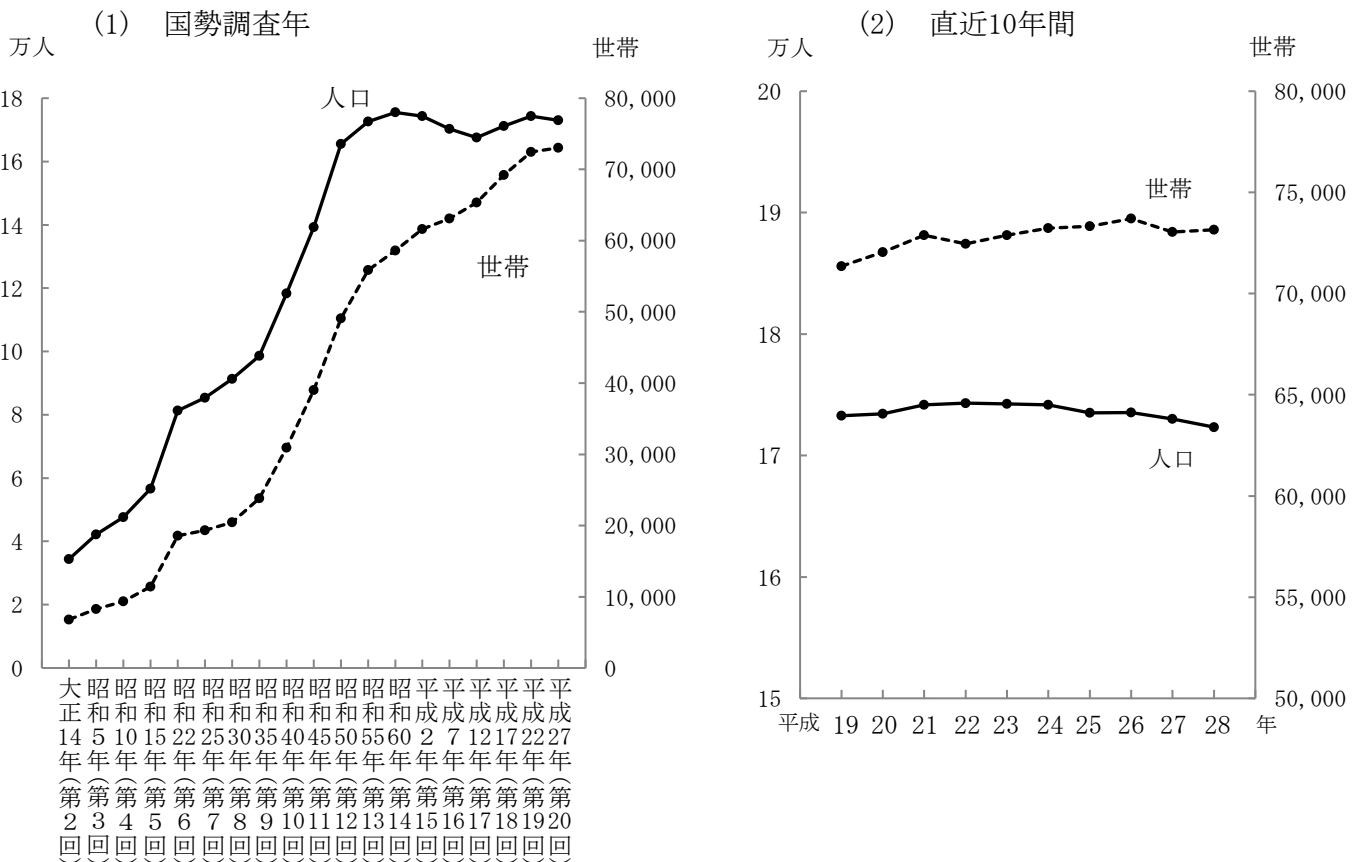 (1) 国勢調査年
万人
世帯
人口
世帯
18
16
14
12
10
8
6
4
2
0
80,000
70,000
60,000
50,000
40,000
30,000
20,000
10,000
0
大正14年(第2回)
昭和5年(第3回)
昭和10年(第4回)
昭和15年(第5回)
昭和22年(第6回)
昭和25年(第7回)
昭和30年(第8回)
昭和35年(第9回)
昭和40年(第10回)
昭和45年(第11回)
昭和50年(第12回)
昭和55年(第13回)
昭和60年(第14回)
平成2年(第15回)
平成7年(第16回)
平成12年(第17回)
平成17年(第18回)
平成22年(第19回)
平成27年(第20回)
(2) 直近10年間
万人
世帯
世帯
人口
20
19
18
17
16
15
80,000
75,000
70,000
65,000
60,000
55,000
50,000
平成 19 20 21 22 23 24 25 26 27 28 年